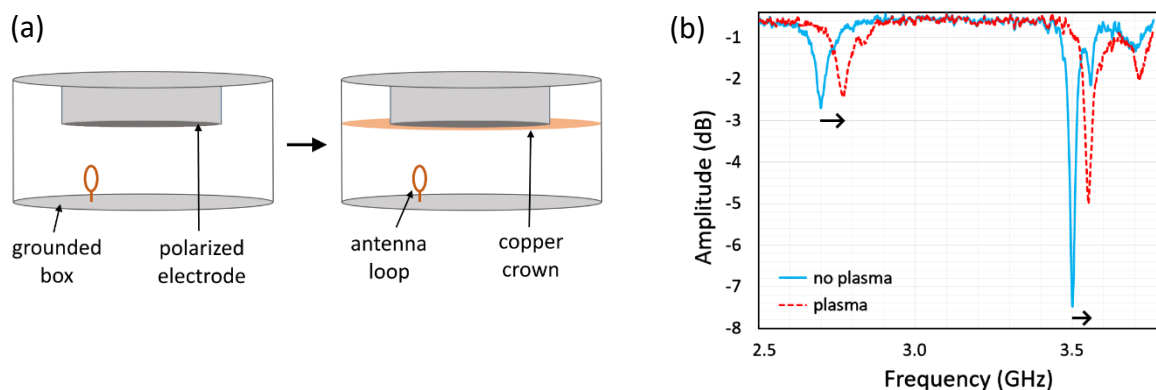 (a)
grounded
box
polarized
electrode
antenna
loop
copper
crown
(b)
Amplitude (dB)
-1
-2
-3
-4
-5
-6
-7
-8
no plasma
plasma
2.5
3.0
3.5
Frequency (GHz)